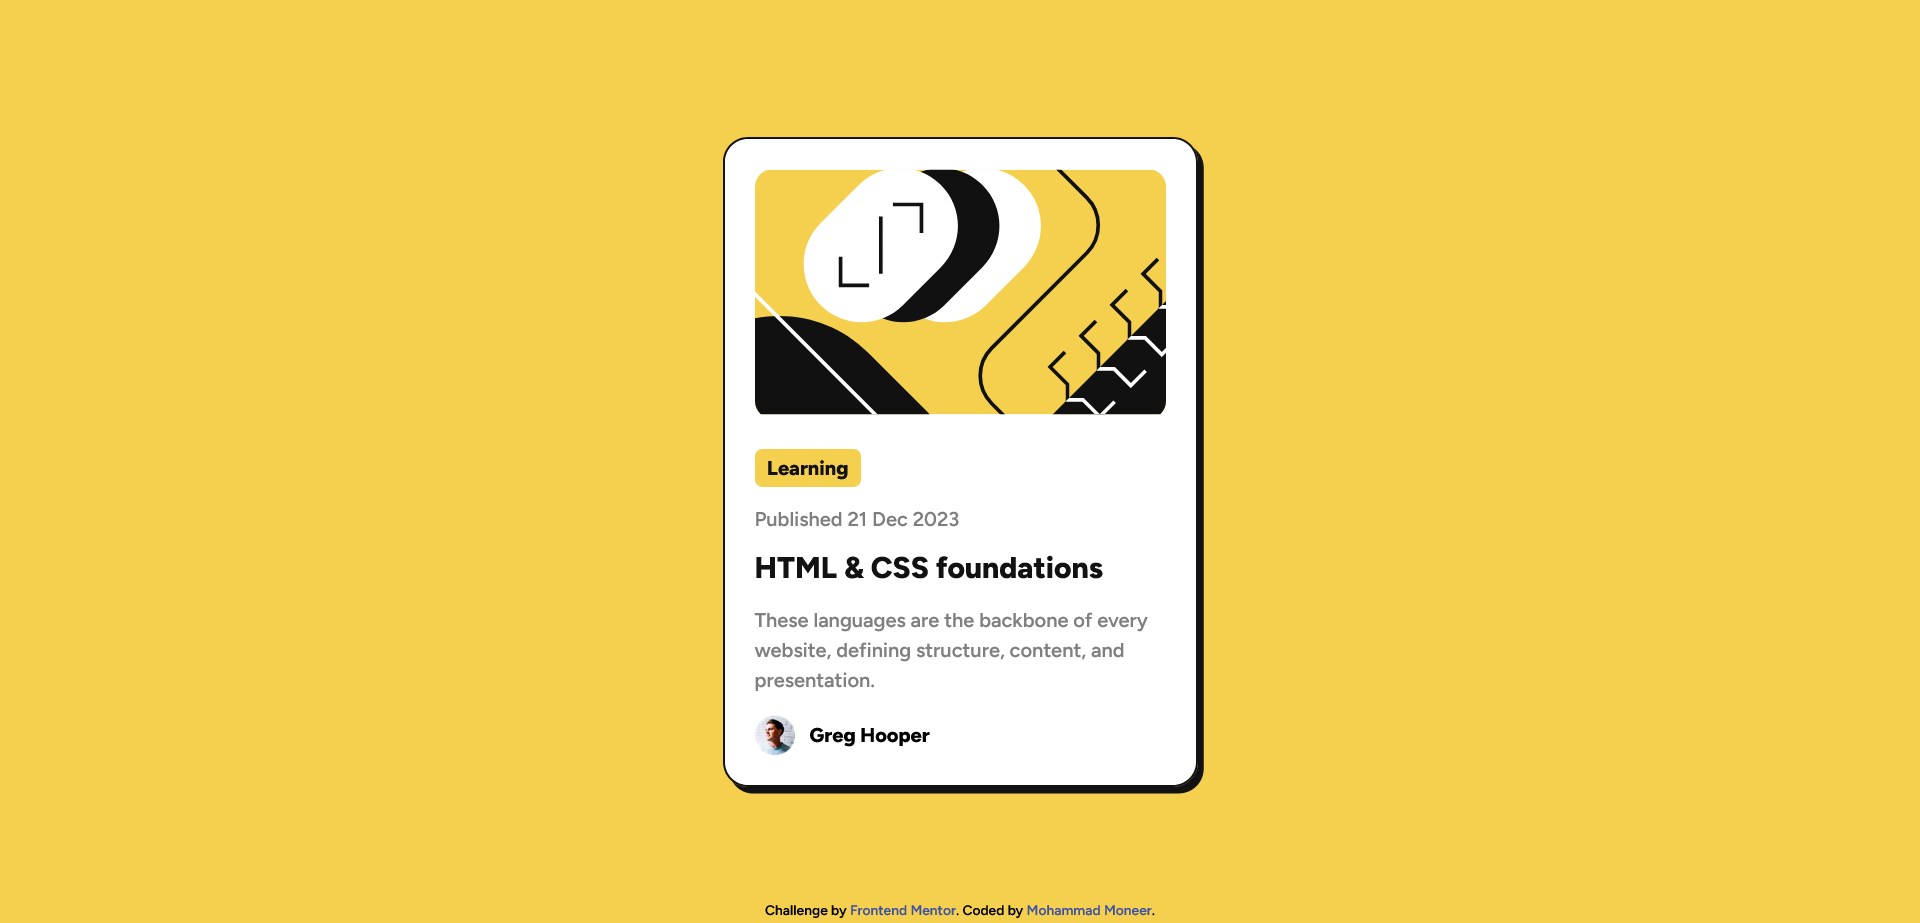 Learning
Published 21 Dec 2023
HTML & CSS foundations
These languages are the backbone of every
website, defining structure, content, and
presentation.
Greg Hooper
Challenge by Frontend Mentor. Coded by Mohammad Moneer.